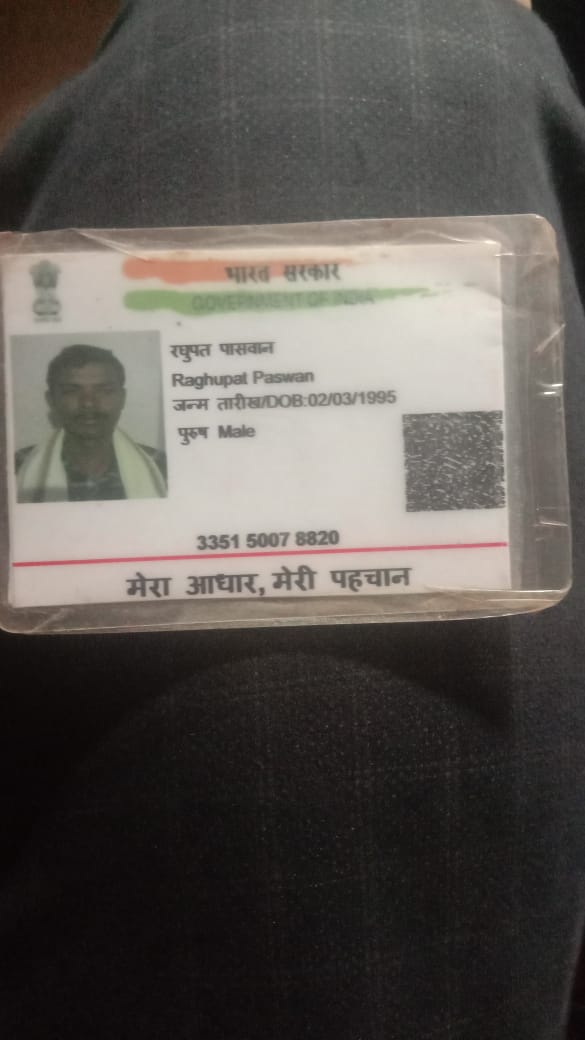 भारत सरकार
GOVERNMENT OF INDIA
रघुपत पासवान
Raghupat Paswan
जन्म तारीख/DOB:02/03/1995
पुरुष Male
3351 5007 8820
मेरा आधार, मेरी पहचान